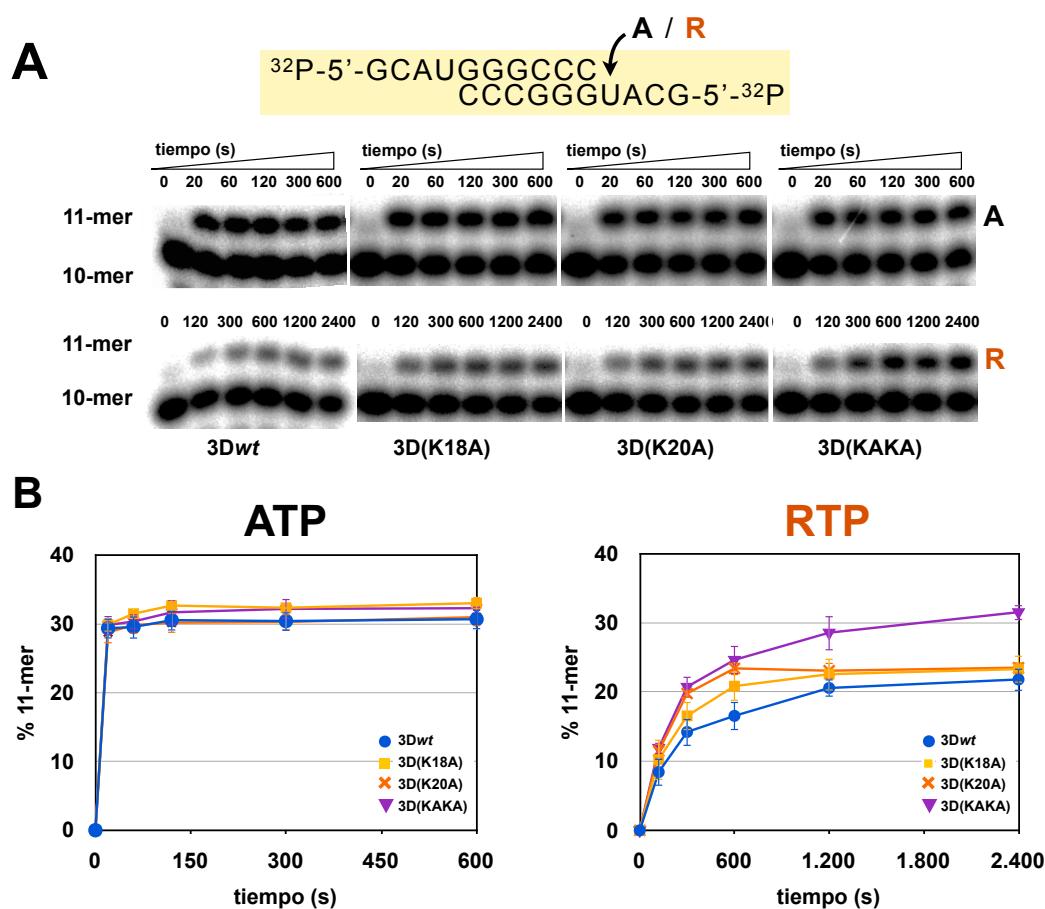 A
A / R
32P-5’-GCAUGGGCCC
CCCGGGUACG-5’-32P
tiempo (s) tiempo (s) tiempo (s) tiempo (s)
0 20 60 120 300 600 0 20 60 120 300 600 0 20 60 120 300 600 0 20 60 120 300 600
11-mer
A
10-mer
0 120 300 600 1200 2400 0 120 300 600 1200 2400 0 120 300 600 1200 2400 0 120 300 600 1200 2400
11-mer
R
10-mer
3Dwt 3D(K18A) 3D(K20A) 3D(KAKA)
B
ATP
% 11-mer
40
30
20
10
0
3Dwt
3D(K18A)
3D(K20A)
3D(KAKA)
0 150 300 450 600
tiempo (s)
RTP
% 11-mer
40
30
20
10
0
3Dwt
3D(K18A)
3D(K20A)
3D(KAKA)
0 600 1.200 1.800 2.400
tiempo (s)